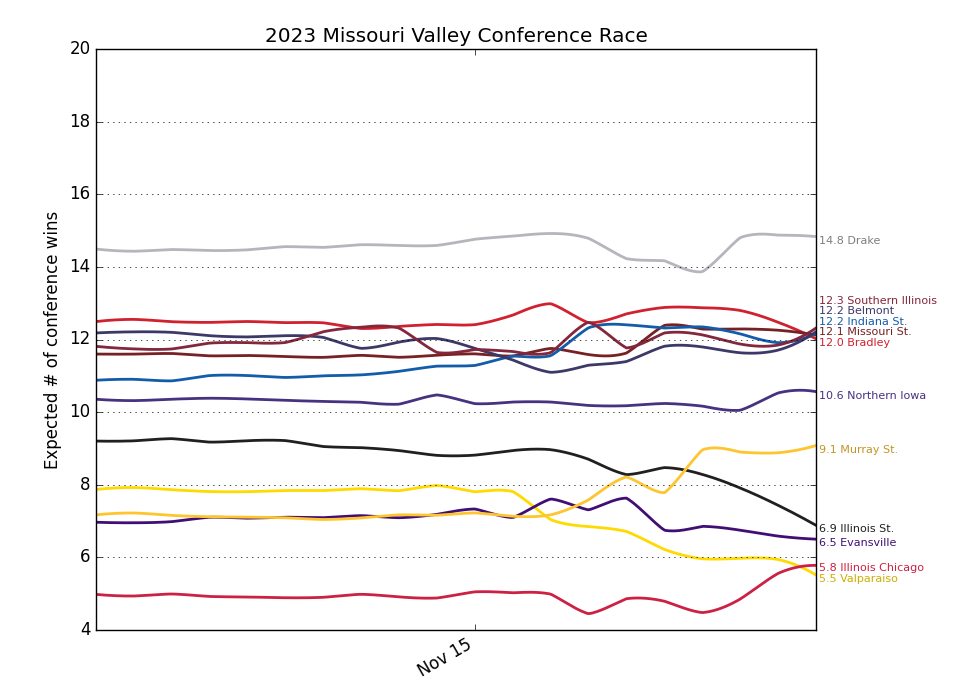 2023 Missouri Valley Conference Race
Expected # of conference wins
20
18
16
14
12
10
8
6
4
Nov 15
14.8 Drake
12.3 Southern Illinois
12.2 Belmont
12.2 Indiana St.
12.1 Missouri St.
12.0 Bradley
10.6 Northern Iowa
9.1 Murray St.
6.9 Illinois St.
6.5 Evansville
5.8 Illinois Chicago
5.5 Valparaiso